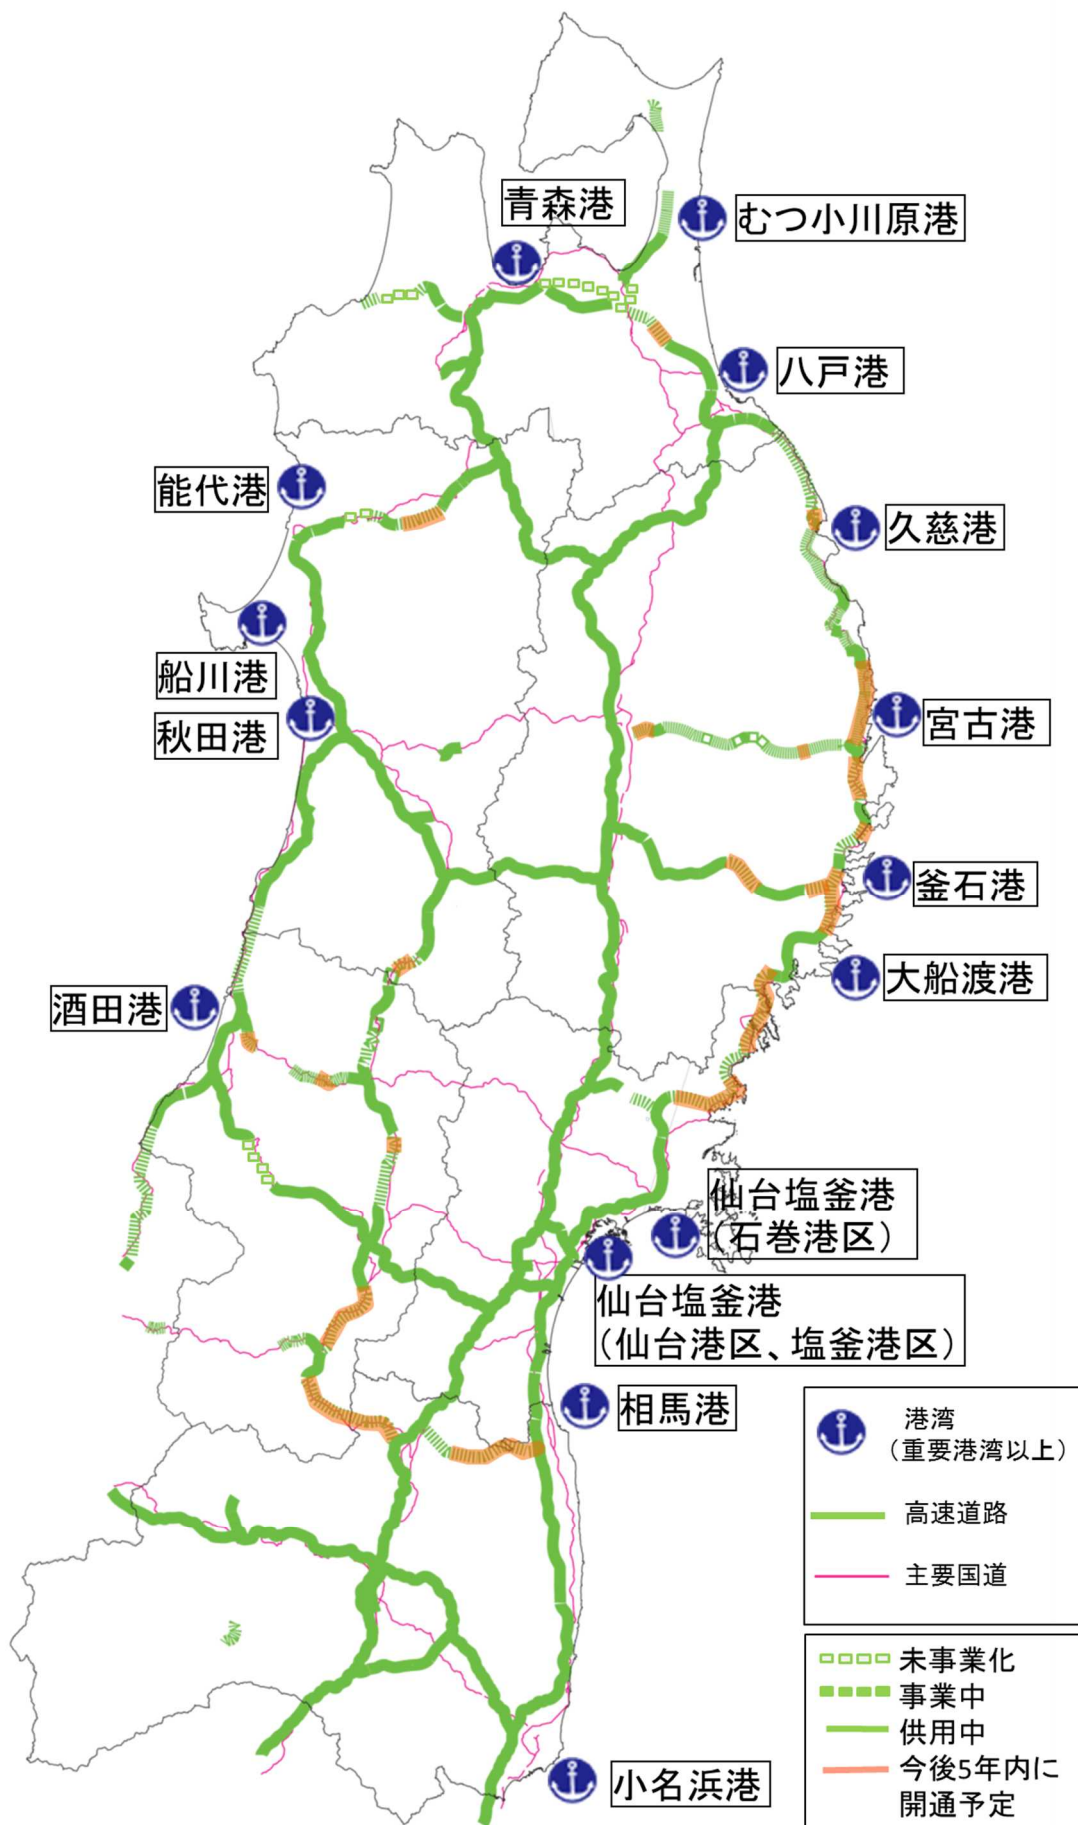 青森港
むつ小川原港
八戸港
能代港
久慈港
船川港
秋田港
宮古港
釜石港
大船渡港
酒田港
仙台塩釜港
（石巻港区）
仙台塩釜港
（仙台港区、塩釜港区）
相馬港
小名浜港
港湾
（重要港湾以上）
高速道路
主要国道
未事業化
事業中
供用中
今後5年内に
開通予定